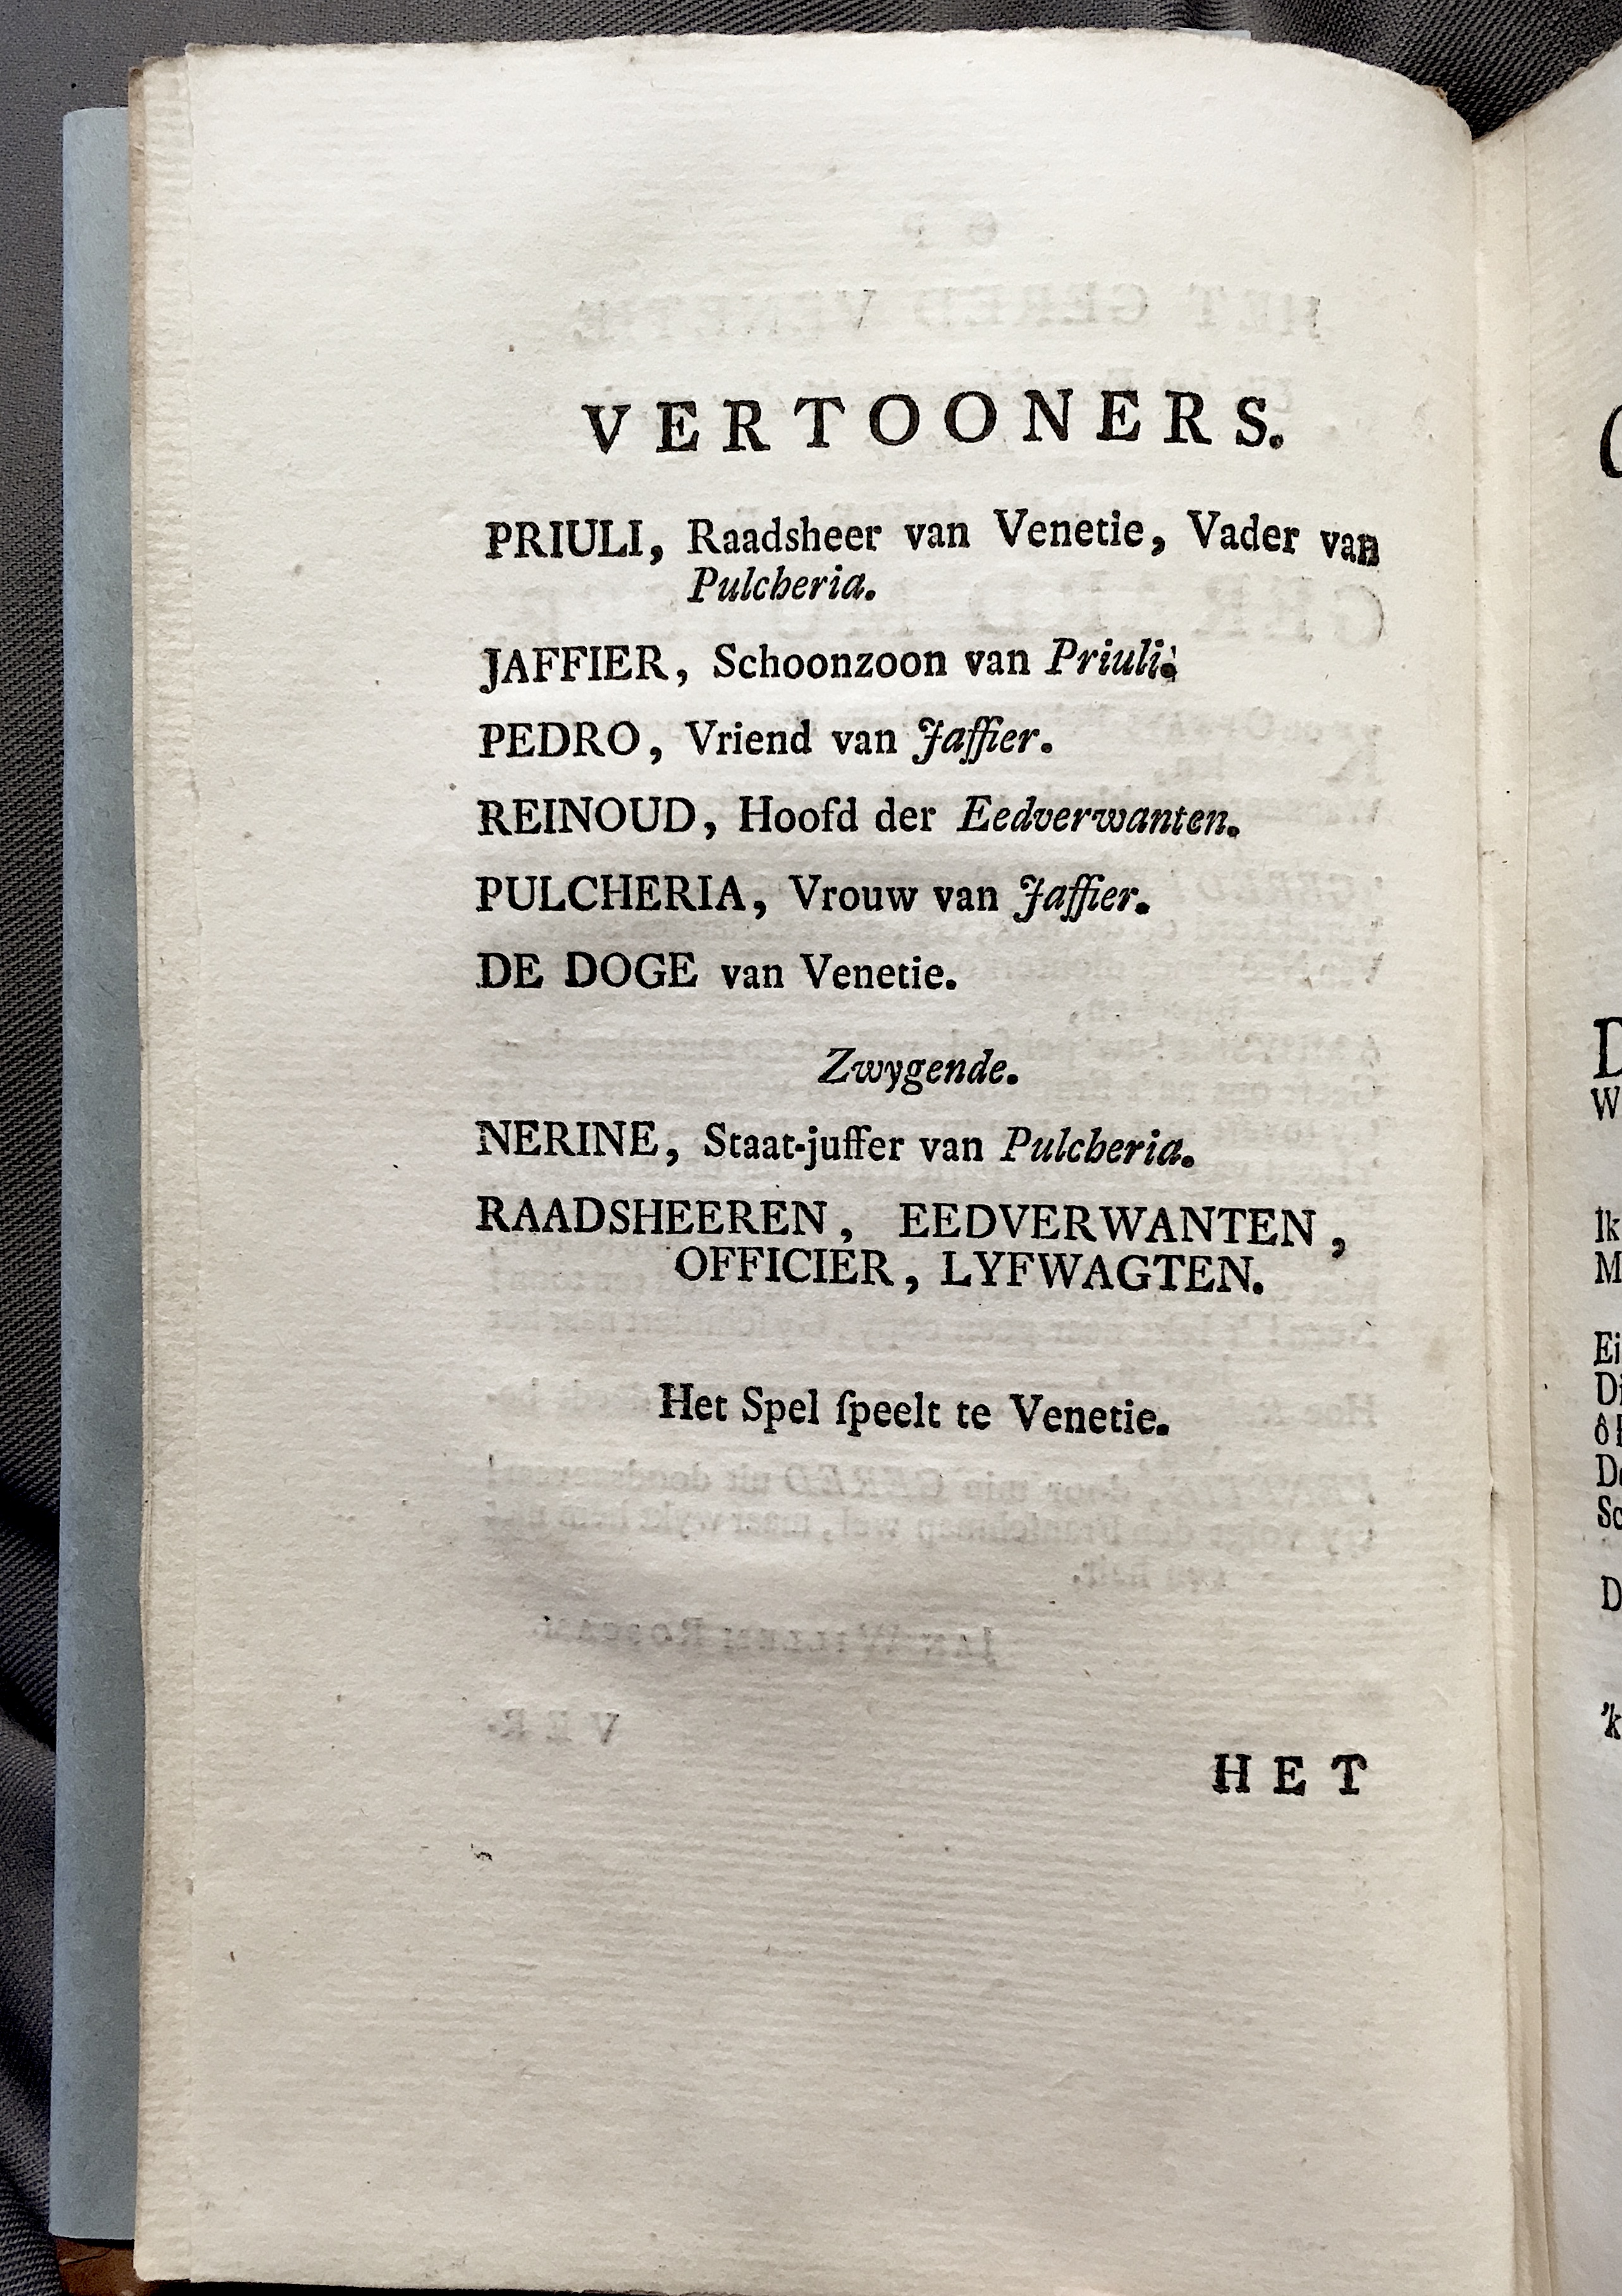 VERTOONERS.
PRIULI, Raadsheer van Venetie, Vader van
Pulcheria.
JAFFIER, Schoonzoon van Priuli.
PEDRO, Vriend van Jaffier.
REINOUD, Hoofd der Eedverwanten.
PULCHERIA, Vrouw van Jaffier.
DE DOGE van Venetie.
Zwygende.
NERINE, Staat-juffer van Pulcheria.
RAADSHEEREN, EEDVERWANTEN,
OFFICIER, LYFWAGTEN.
Het Spel ſpeelt te Venetie.
HET